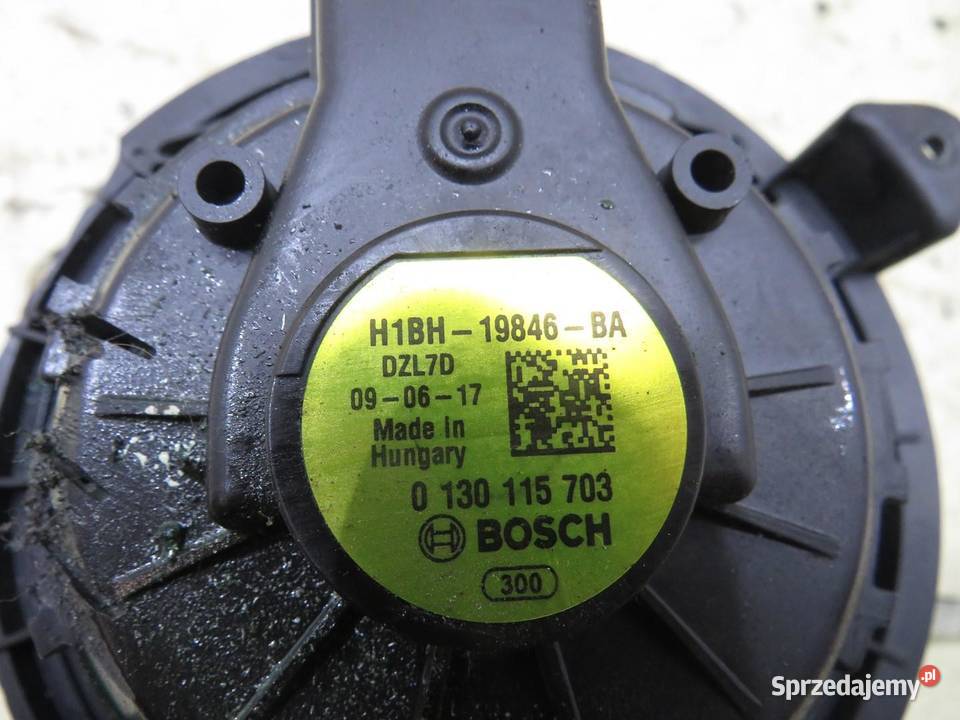 H1BH-19846-BA
DZL7D
09-06-17
Made in
Hungary
0 130 115 703
BOSCH
300
Sprzedajemy.pl